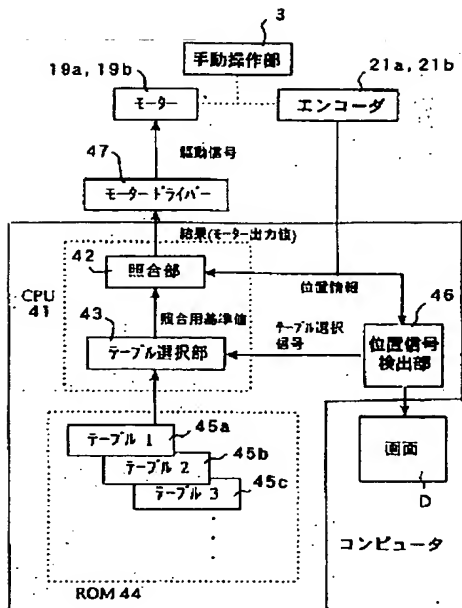 3
手動操作部
19a, 19b
21a, 21b
モーター
エンコーダ
47
駆動信号
モータードライバー
結果(モーター出力値)
42
照合部
位置情報
CPU
41
46
43
照合用基準値
テーブル選択
信号
テーブル選択部
位置信号
検出部
45a
テーブル 1
45b
テーブル 2
45c
テーブル 3
画面
D
コンピュータ
ROM 44